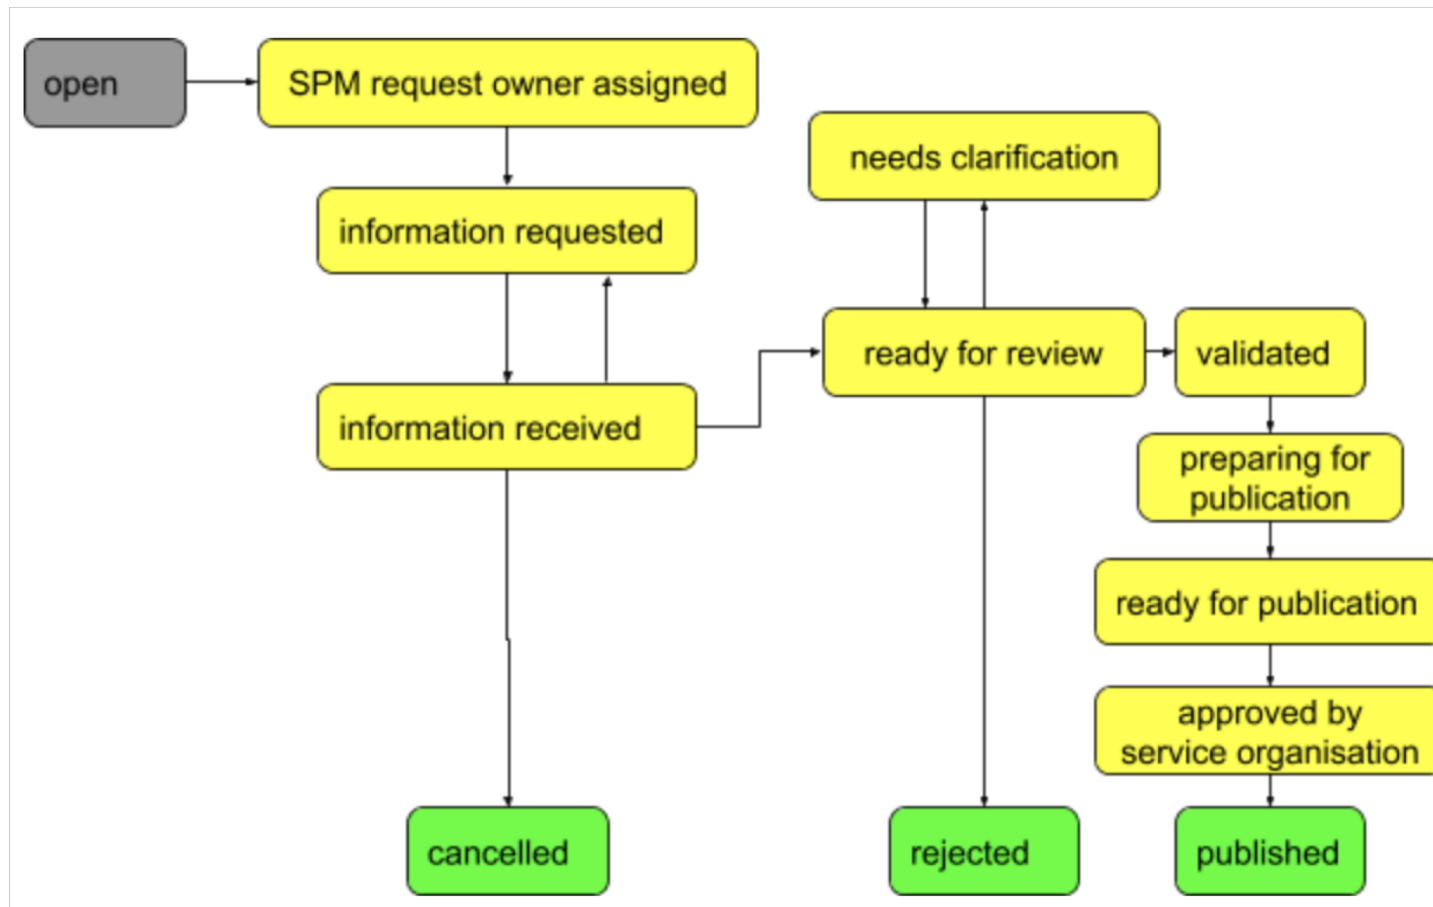 open
SPM request owner assigned
needs clarification
information requested
ready for review
validated
information received
preparing for
publication
ready for publication
approved by
service organisation
cancelled
rejected
published